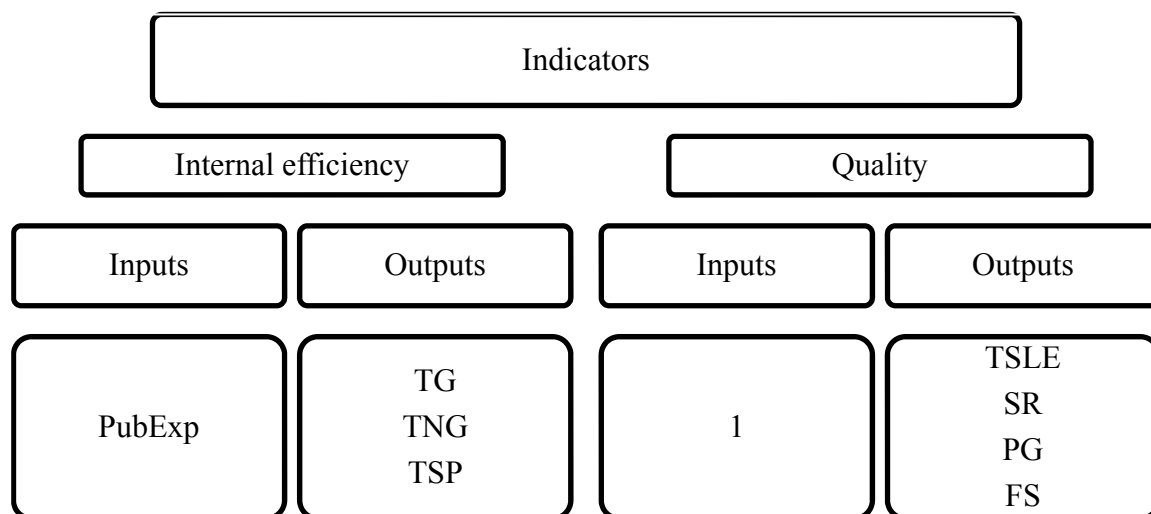 Indicators
Internal efficiency
Quality
Inputs
Outputs
Inputs
Outputs
PubExp
TG
TNG
TSP
1
TSLE
SR
PG
FS